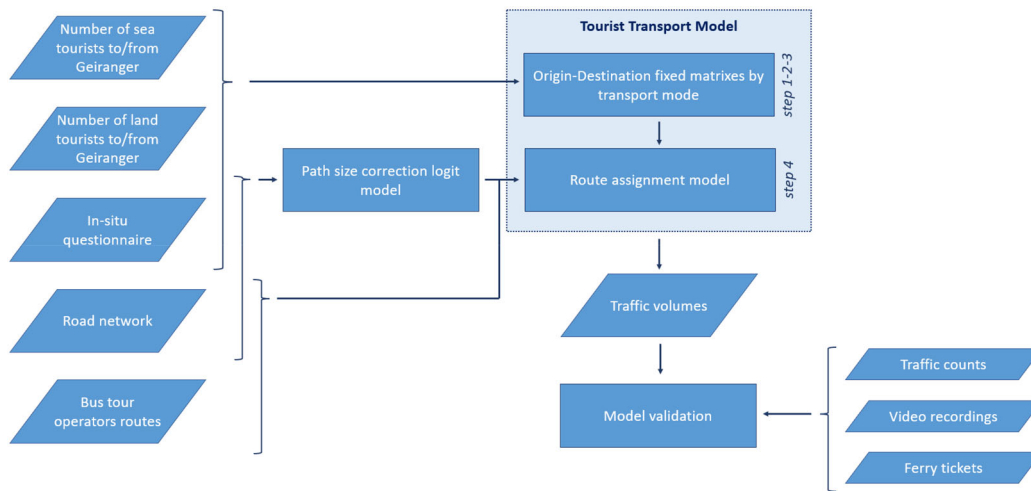 Number of sea
tourists to/from
Geiranger
Number of land
tourists to/from
Geiranger
In-situ
questionnaire
Road network
Bus tour
operators routes
Path size correction logit
model
Tourist Transport Model
Origin-Destination fixed matrixes by
transport mode
step 1-2-3
Route assignment model
step 4
Traffic volumes
Model validation
Traffic counts
Video recordings
Ferry tickets